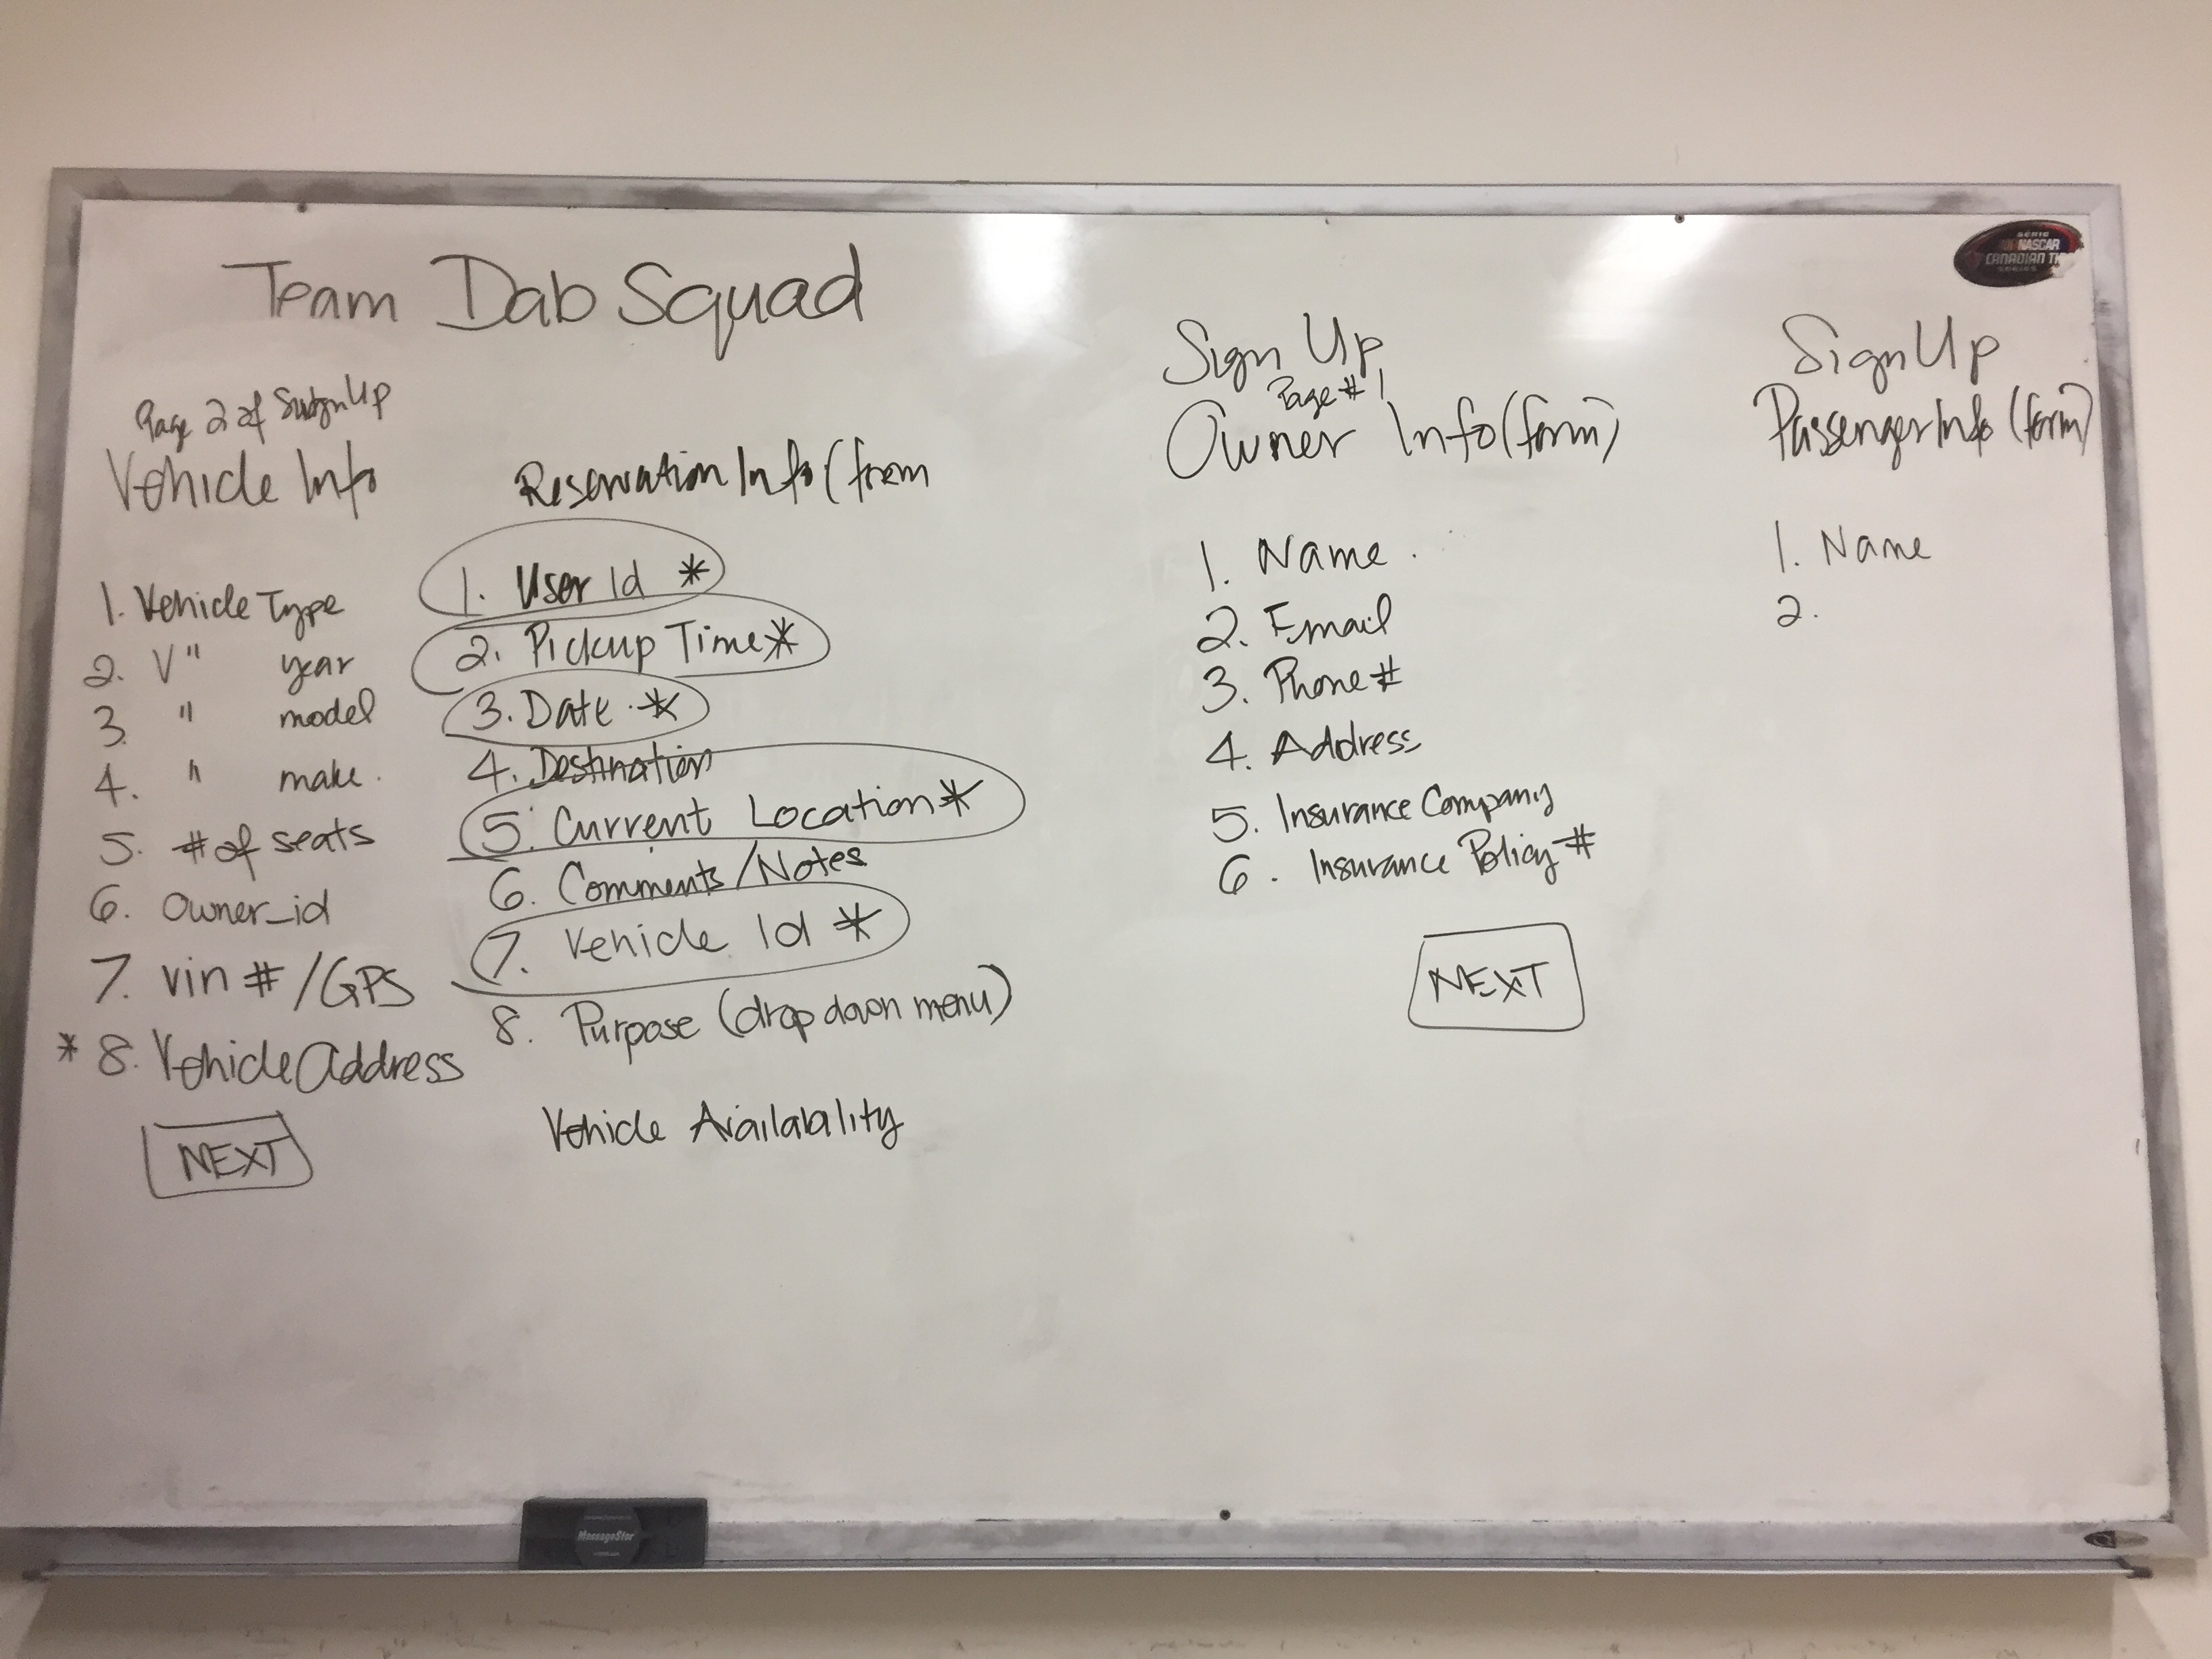 Team Dab Squad
Page 2 of SignUp
Vehicle Info
1. Vehicle Type
2. V " year
3. " model
4. " make.
5. # of seats
6. Owner_id
7. vin # / GPS
* 8. Vehicle Address
NEXT
Reservation Info (from
1. User Id *
2. Pickup Time *
3. Date *
4. Destination
5. Current Location *
6. Comments/Notes
7. Vehicle Id *
8. Purpose (drop down menu)
Vehicle Availability
Sign Up
Page # 1
Owner Info (form)
1. Name
2. Email
3. Phone #
4. Address
5. Insurance Company
6. Insurance Policy #
NEXT
Sign Up
Passenger Info (form)
1. Name
2.
SERIE
NASCAR
CANADIAN
SERIES
MessageStor